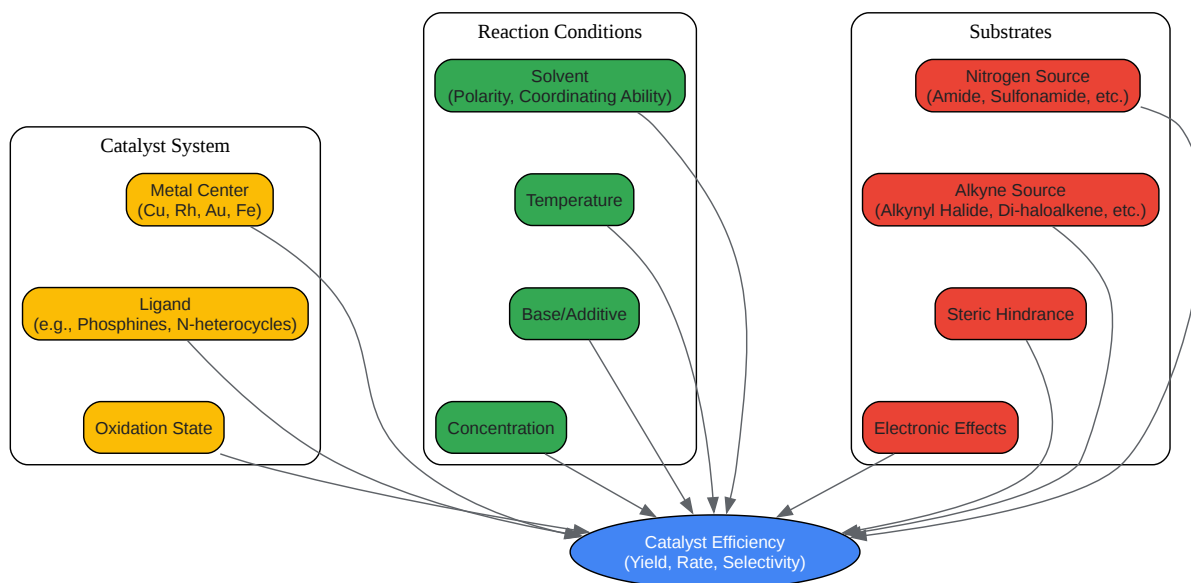 Catalyst System
Metal Center
(Cu, Rh, Au, Fe)
Ligand
(e.g., Phosphines, N-heterocycles)
Oxidation State
Reaction Conditions
Solvent
(Polarity, Coordinating Ability)
Temperature
Base/Additive
Concentration
Substrates
Nitrogen Source
(Amide, Sulfonamide, etc.)
Alkyne Source
(Alkynyl Halide, Di-haloalkene, etc.)
Steric Hindrance
Electronic Effects
Catalyst Efficiency
(Yield, Rate, Selectivity)